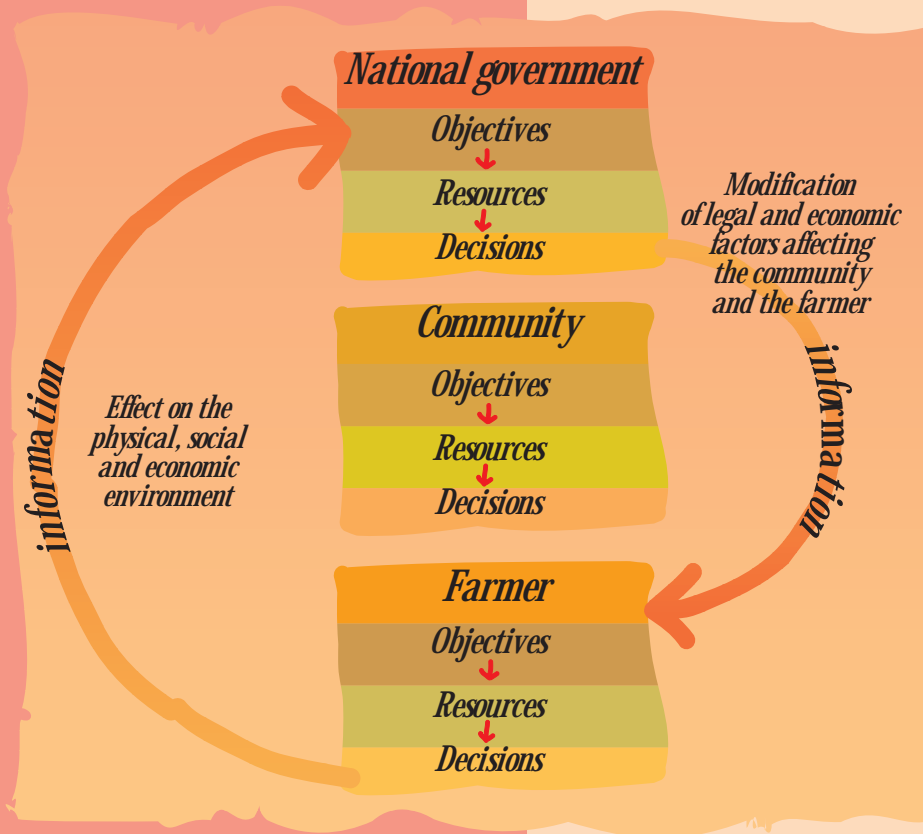 National government
Objectives
Resources
Decisions
Modification
of legal and economic
factors affecting
the community
and the farmer
information
Community
Objectives
Resources
Decisions
Effect on the
physical, social
and economic
environment
information
Farmer
Objectives
Resources
Decisions